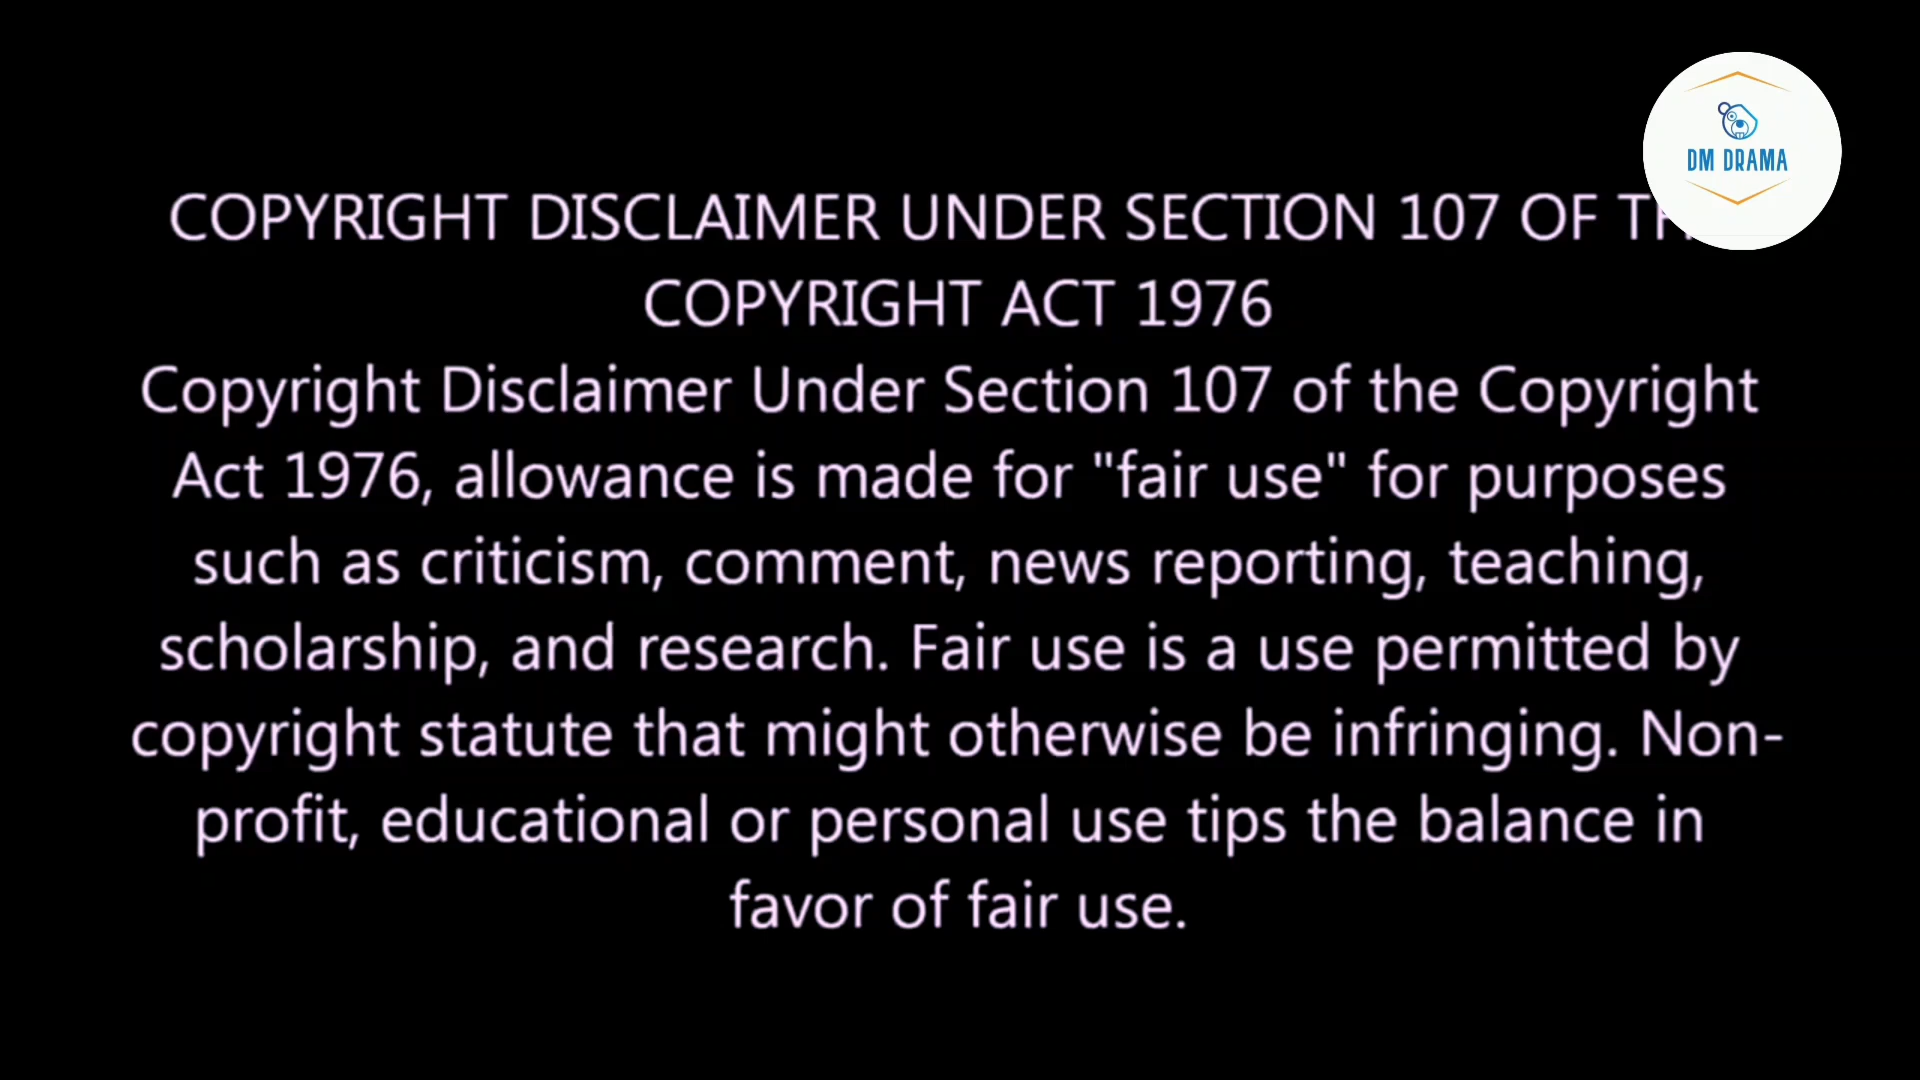 DM DRAMA
COPYRIGHT DISCLAIMER UNDER SECTION 107 OF
COPYRIGHT ACT 1976
Copyright Disclaimer Under Section 107 of the Copyright
Act 1976, allowance is made for "fair use" for purposes
such as criticism, comment, news reporting, teaching,
scholarship, and research. Fair use is a use permitted by
copyright statute that might otherwise be infringing. Non-
profit, educational or personal use tips the balance in
favor of fair use.